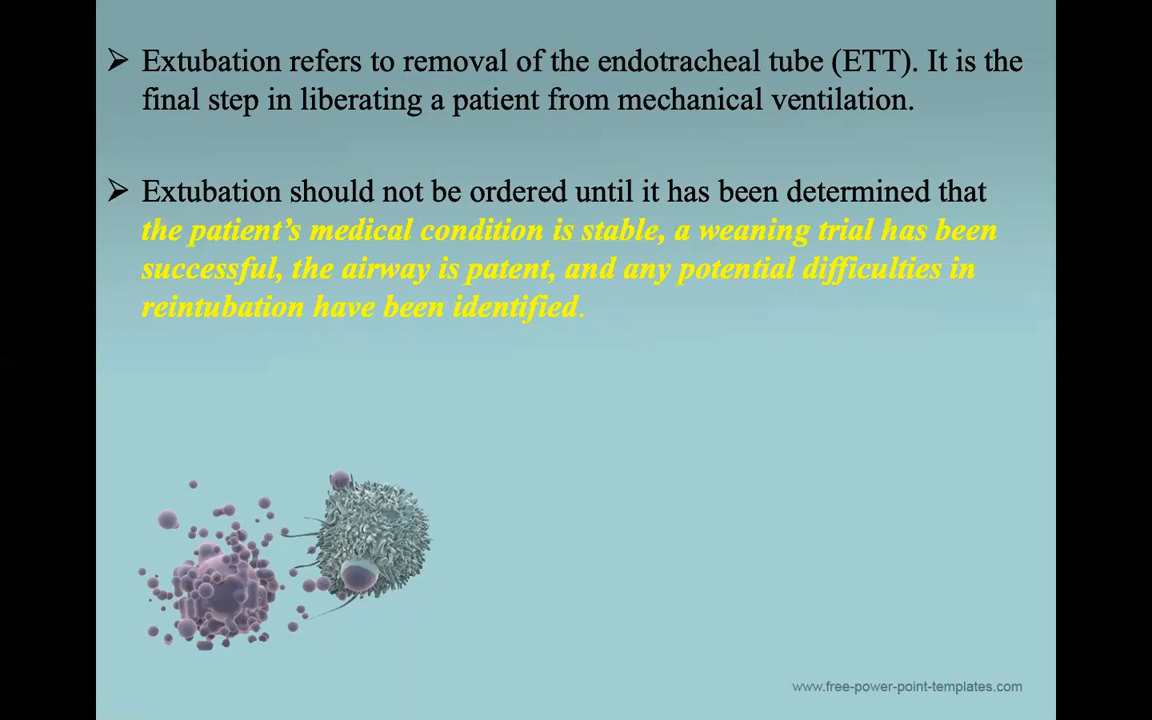 ➢ Extubation refers to removal of the endotracheal tube (ETT). It is the
final step in liberating a patient from mechanical ventilation.
➢ Extubation should not be ordered until it has been determined that
the patient’s medical condition is stable, a weaning trial has been
successful, the airway is patent, and any potential difficulties in
reintubation have been identified.
www.free-power-point-templates.com